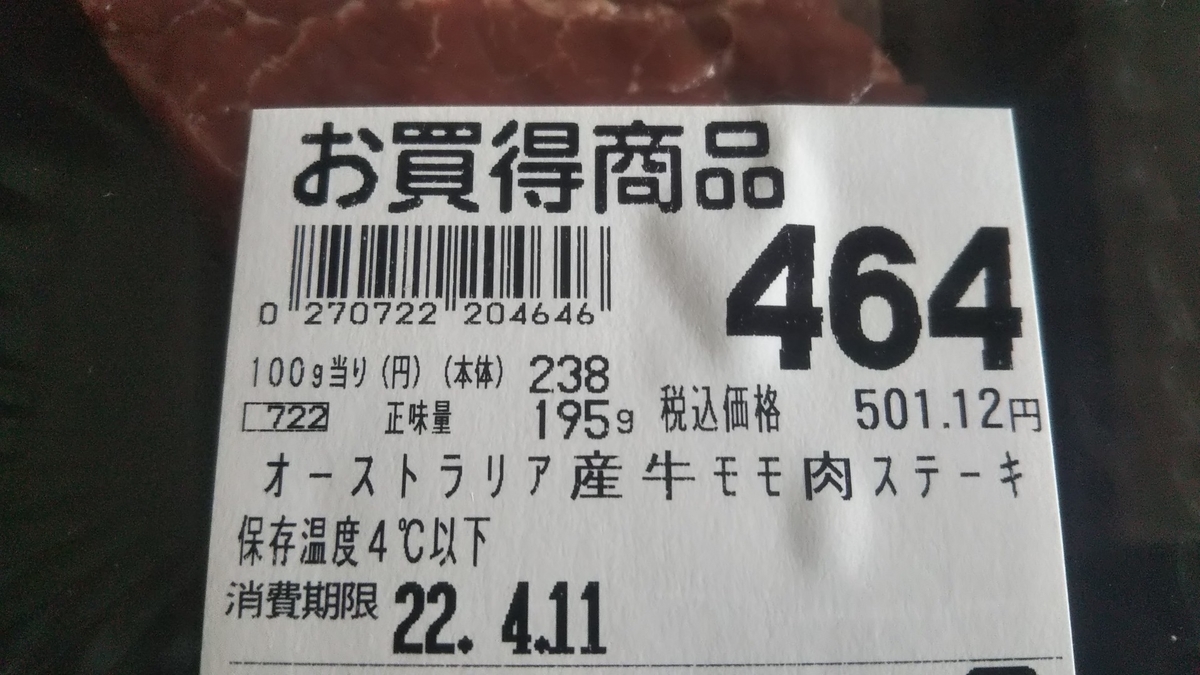 お買得商品
464
0 270722 204646
100g当り(円)(本体) 238
722 正味量 195g 税込価格 501.12円
オーストラリア産牛モモ肉ステーキ
保存温度4℃以下
消費期限 22. 4.11